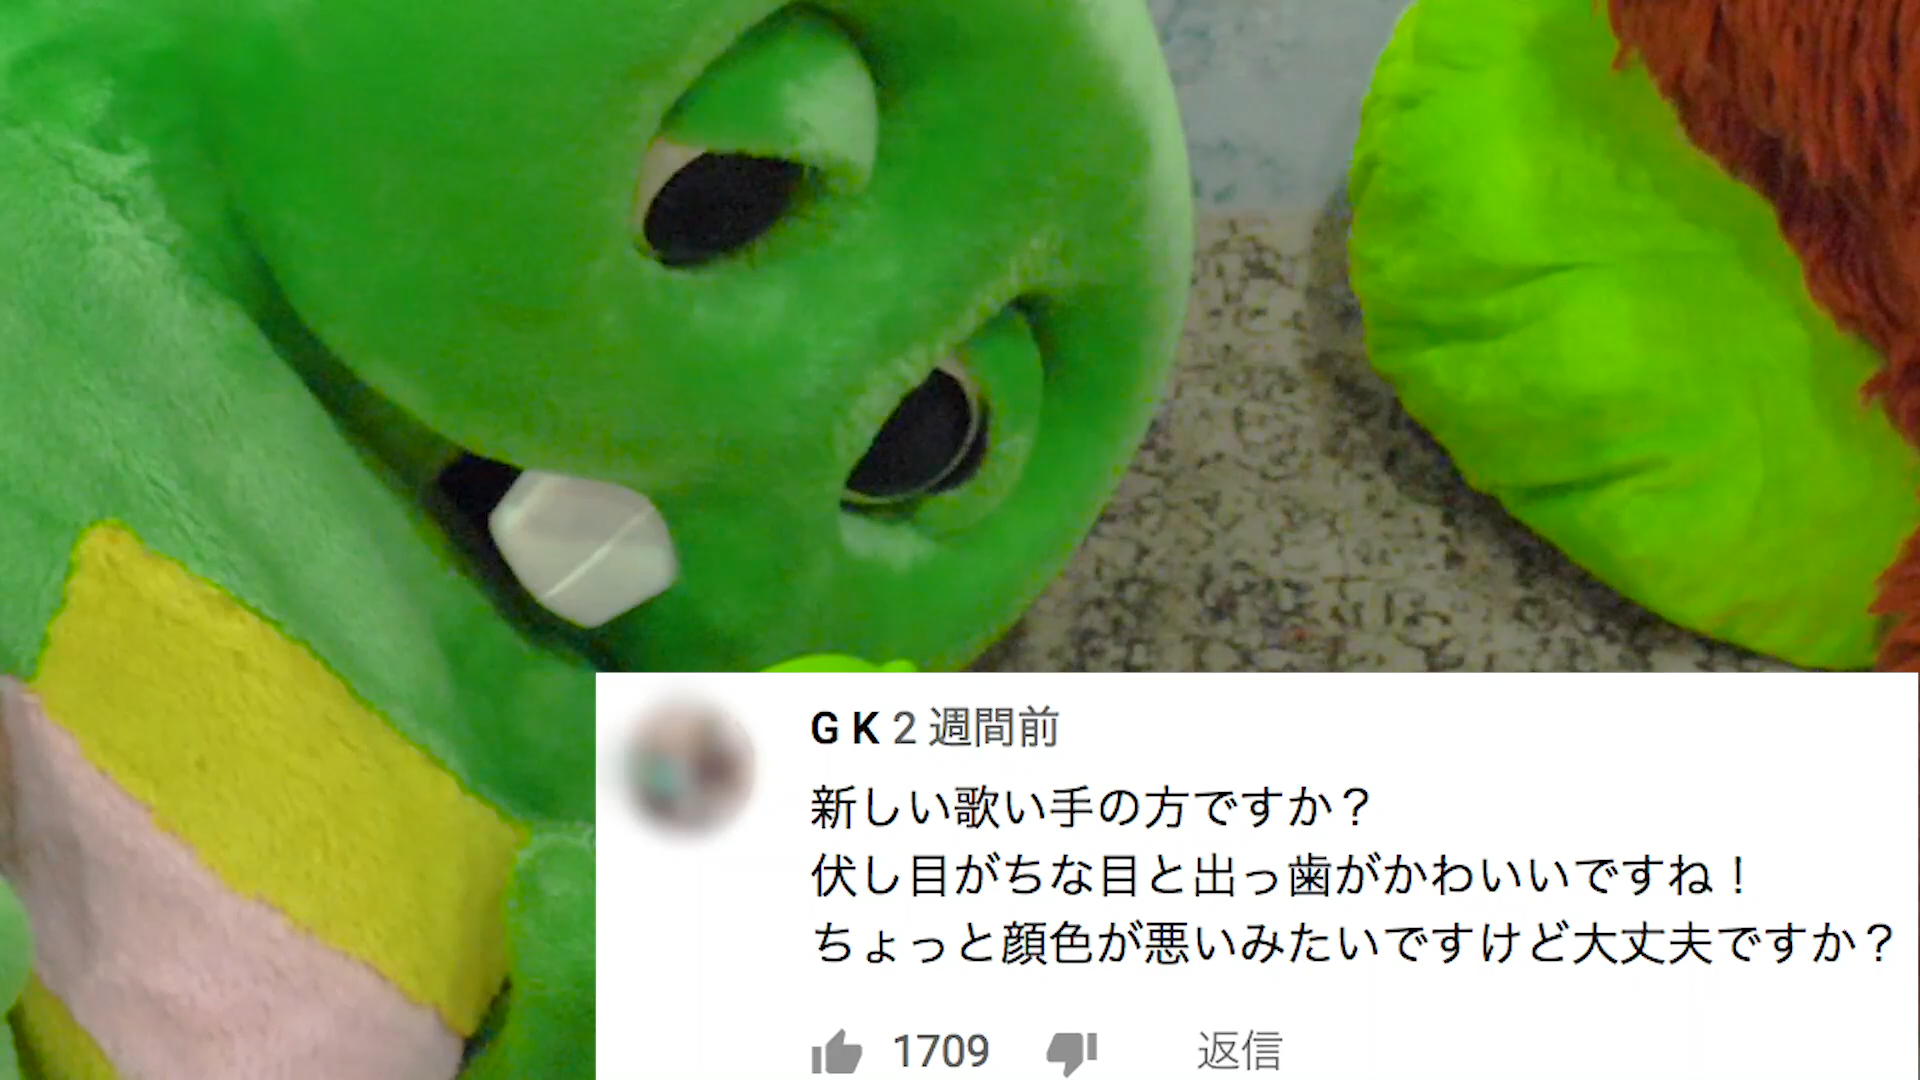 G K 2 週間前
新しい歌い手の方ですか？
伏し目がちな目と出っ歯がかわいいですね！
ちょっと顔色が悪いみたいですけど大丈夫ですか？
1709 返信